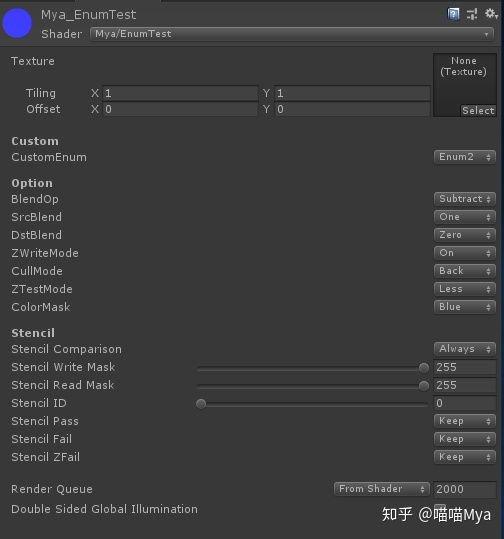 Mya_EnumTest
Shader Mya/EnumTest
Texture
None
(Texture)
Tiling X 1 Y 1
Offset X 0 Y 0
Select
Custom
CustomEnum Enum2
Option
BlendOp Subtract
SrcBlend One
DstBlend Zero
ZWriteMode On
CullMode Back
ZTestMode Less
ColorMask Blue
Stencil
Stencil Comparison Always
Stencil Write Mask 255
Stencil Read Mask 255
Stencil ID 0
Stencil Pass Keep
Stencil Fail Keep
Stencil ZFail Keep
Render Queue From Shader 2000
Double Sided Global Illumination
知乎 @喵喵Mya